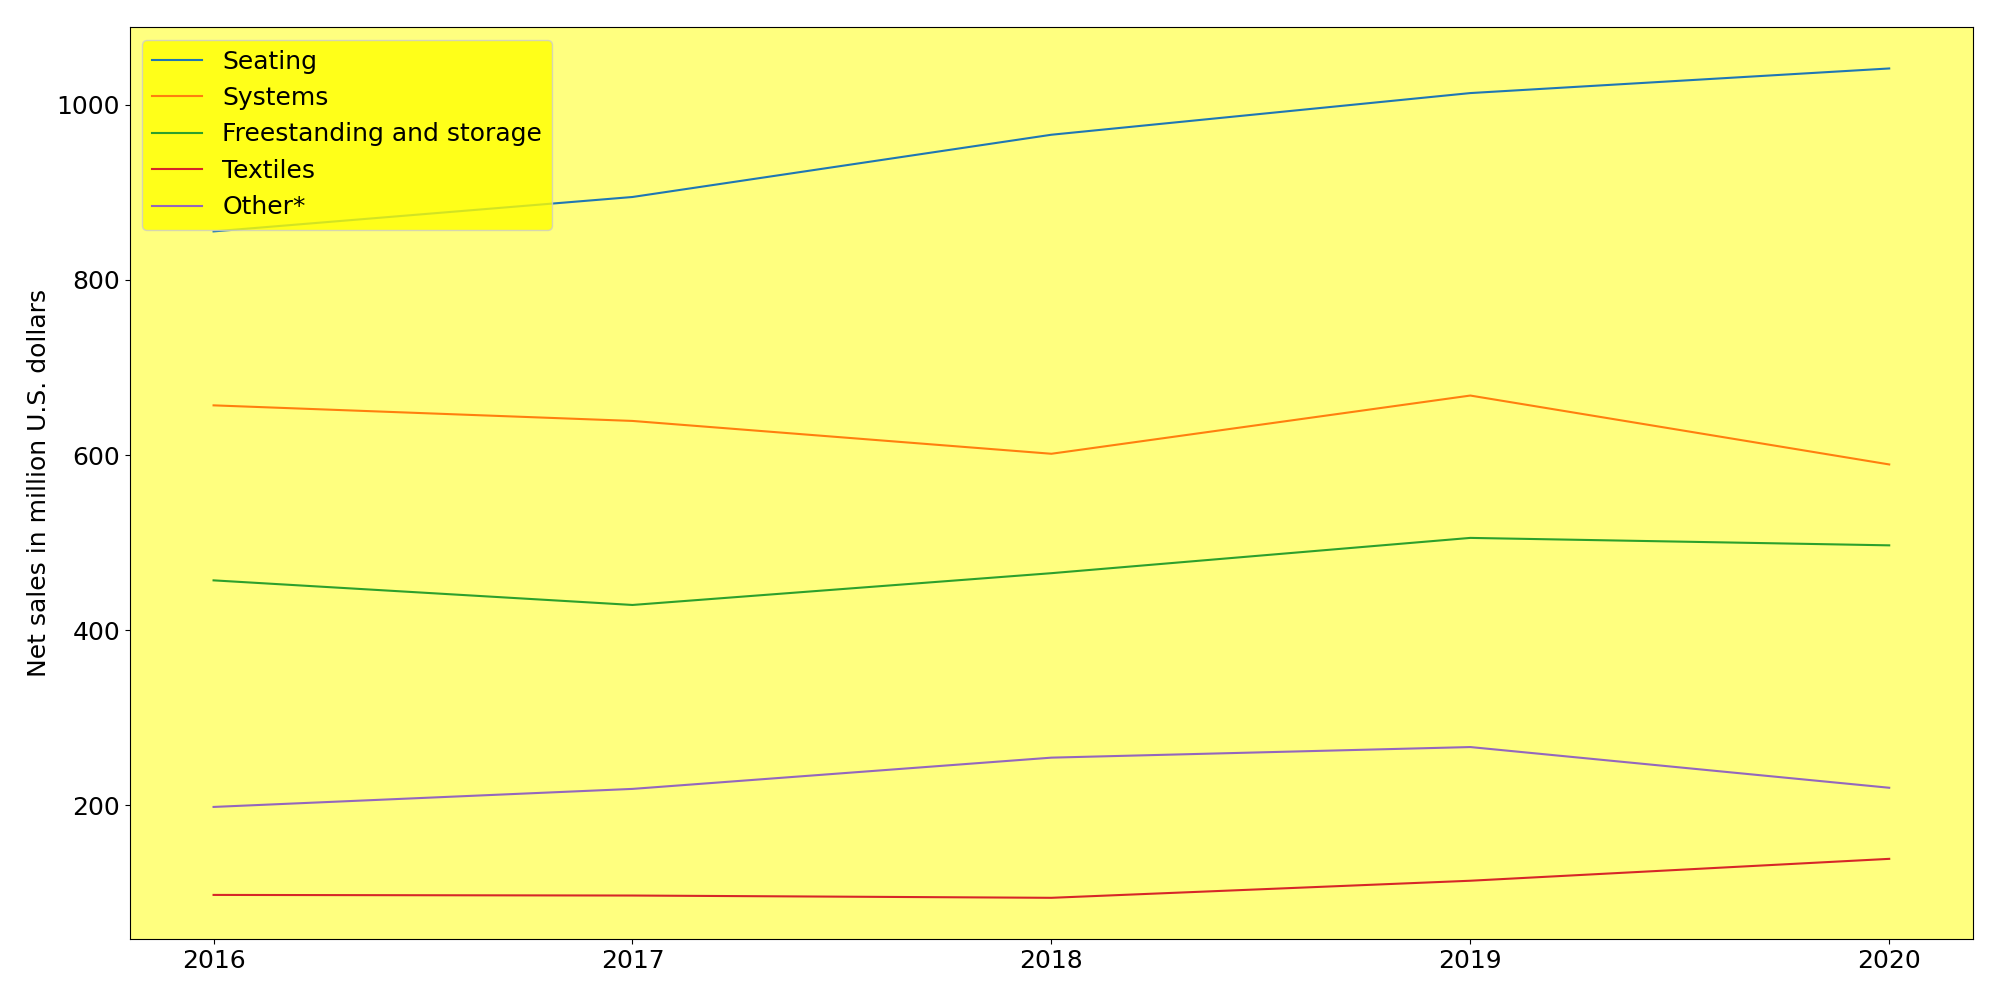 Seating
Systems
Freestanding and storage
Textiles
Other*
Net sales in million U.S. dollars
1000
800
600
400
200
2016 2017 2018 2019 2020